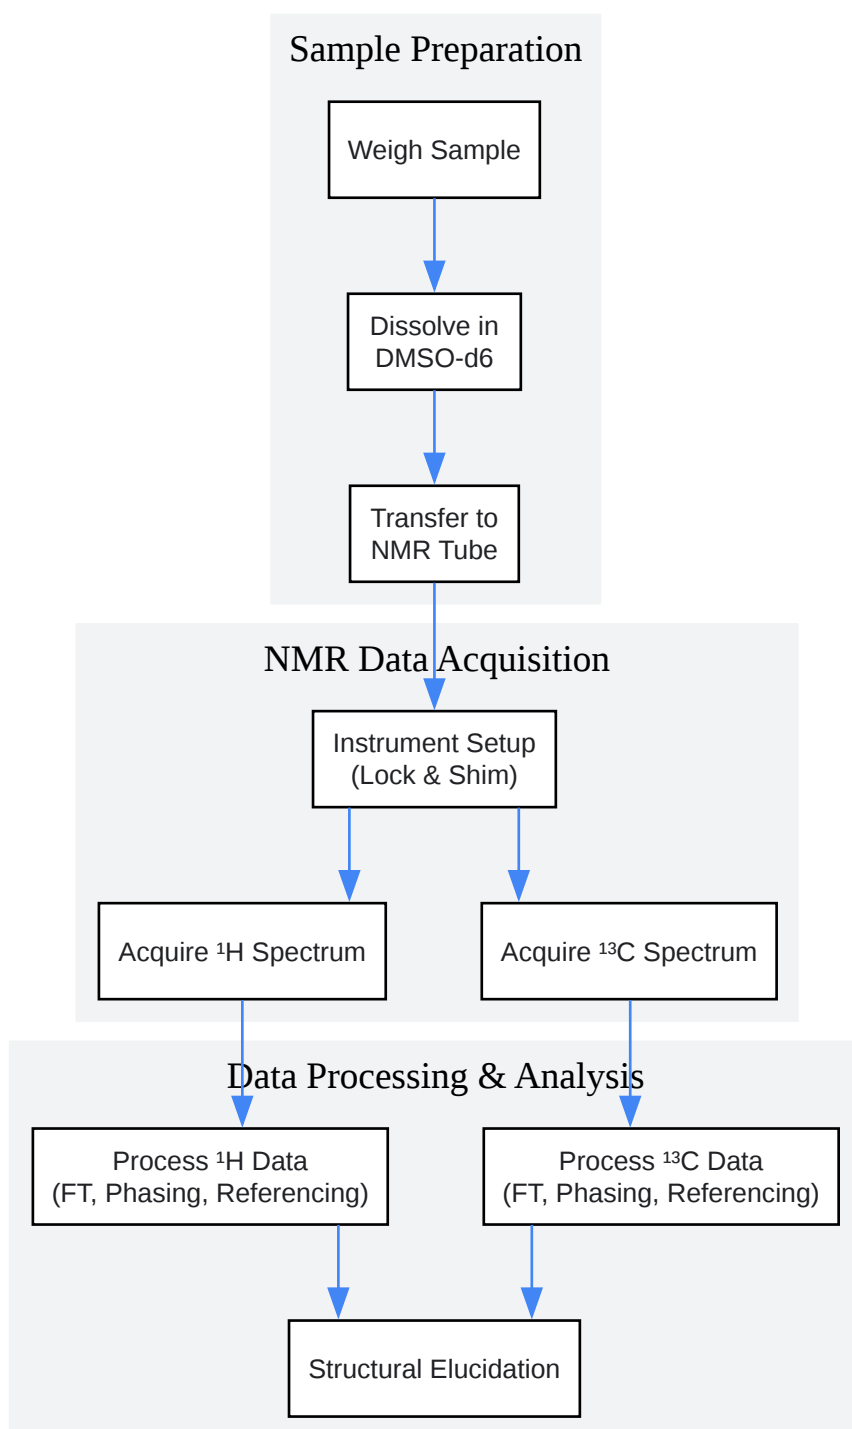 Sample Preparation
Weigh Sample
Dissolve in
DMSO-d6
Transfer to
NMR Tube
NMR Data Acquisition
Instrument Setup
(Lock & Shim)
Acquire ¹H Spectrum
Acquire ¹³C Spectrum
Data Processing & Analysis
Process ¹H Data
(FT, Phasing, Referencing)
Process ¹³C Data
(FT, Phasing, Referencing)
Structural Elucidation